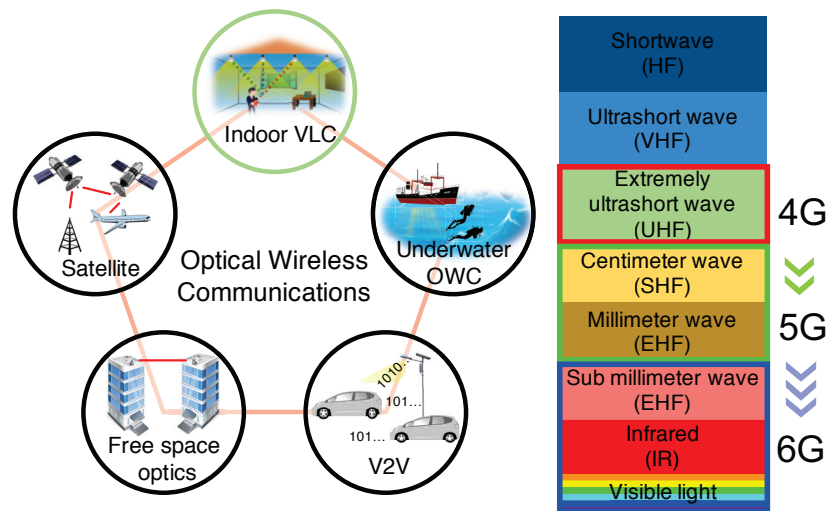 Indoor VLC
Satellite
Underwater
OWC
Optical Wireless
Communications
Free space
optics
1010...
101...
101...
V2V
Shortwave
(HF)
Ultrashort wave
(VHF)
Extremely
ultrashort wave
(UHF)
4G
Centimeter wave
(SHF)
Millimeter wave
(EHF)
5G
Sub millimeter wave
(EHF)
Infrared
(IR)
6G
Visible light